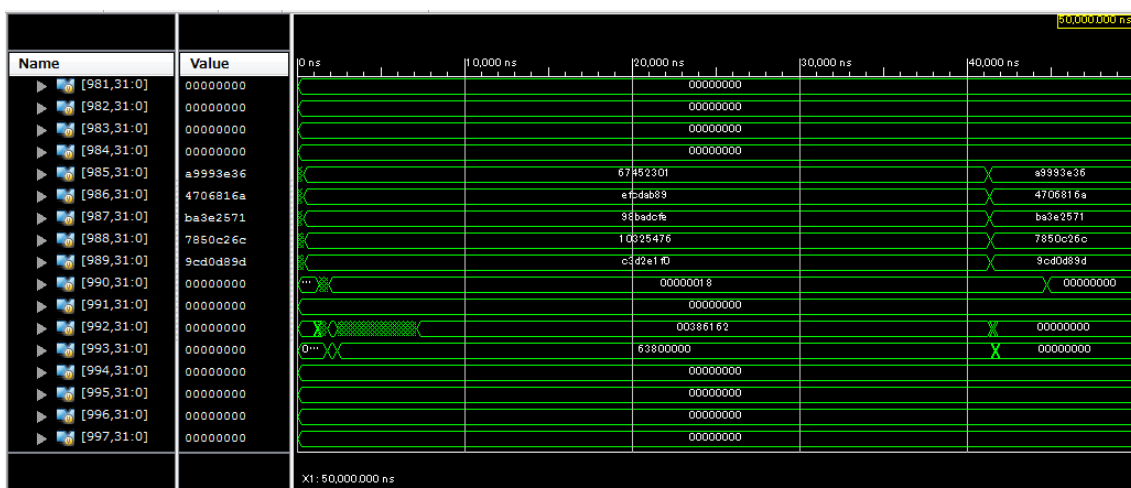 50,000.000 ns
Name Value 0 ns 10,000 ns 20,000 ns 30,000 ns 40,000 ns
[981,31:0] 00000000 00000000
[982,31:0] 00000000 00000000
[983,31:0] 00000000 00000000
[984,31:0] 00000000 00000000
[985,31:0] a9993e36 67452301 a9993e36
[986,31:0] 4706816a efcdab89 4706816a
[987,31:0] ba3e2571 98badcfe ba3e2571
[988,31:0] 7850c26c 10325476 7850c26c
[989,31:0] 9cd0d89d c3d2e1f0 9cd0d89d
[990,31:0] 00000000 ... 00000018 00000000
[991,31:0] 00000000 00000000
[992,31:0] 00000000 00386162 00000000
[993,31:0] 00000000 0... 63800000 00000000
[994,31:0] 00000000 00000000
[995,31:0] 00000000 00000000
[996,31:0] 00000000 00000000
[997,31:0] 00000000 00000000
X1: 50,000.000 ns